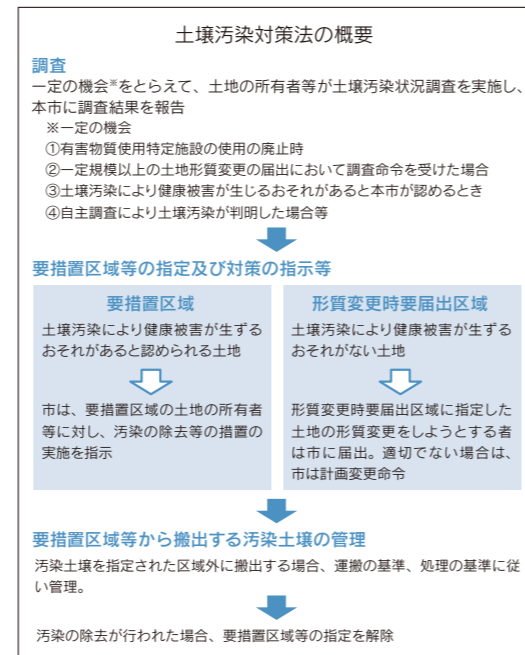 土壌汚染対策法の概要
調査
一定の機会※をとらえて、土地の所有者等が土壌汚染状況調査を実施し、
本市に調査結果を報告
※一定の機会
①有害物質使用特定施設の使用の廃止時
②一定規模以上の土地形質変更の届出において調査命令を受けた場合
③土壌汚染により健康被害が生じるおそれがあると本市が認めるとき
④自主調査により土壌汚染が判明した場合等
要措置区域等の指定及び対策の指示等
要措置区域
土壌汚染により健康被害が生ずる
おそれがあると認められる土地
市は、要措置区域の土地の所有者
等に対し、汚染の除去等の措置の
実施を指示
形質変更時要届出区域
土壌汚染により健康被害が生ずる
おそれがない土地
形質変更時要届出区域に指定した
土地の形質変更をしようとする者
は市に届出。適切でない場合は、
市は計画変更命令
要措置区域等から搬出する汚染土壌の管理
汚染土壌を指定された区域外に搬出する場合、運搬の基準、処理の基準に従
い管理。
汚染の除去が行われた場合、要措置区域等の指定を解除